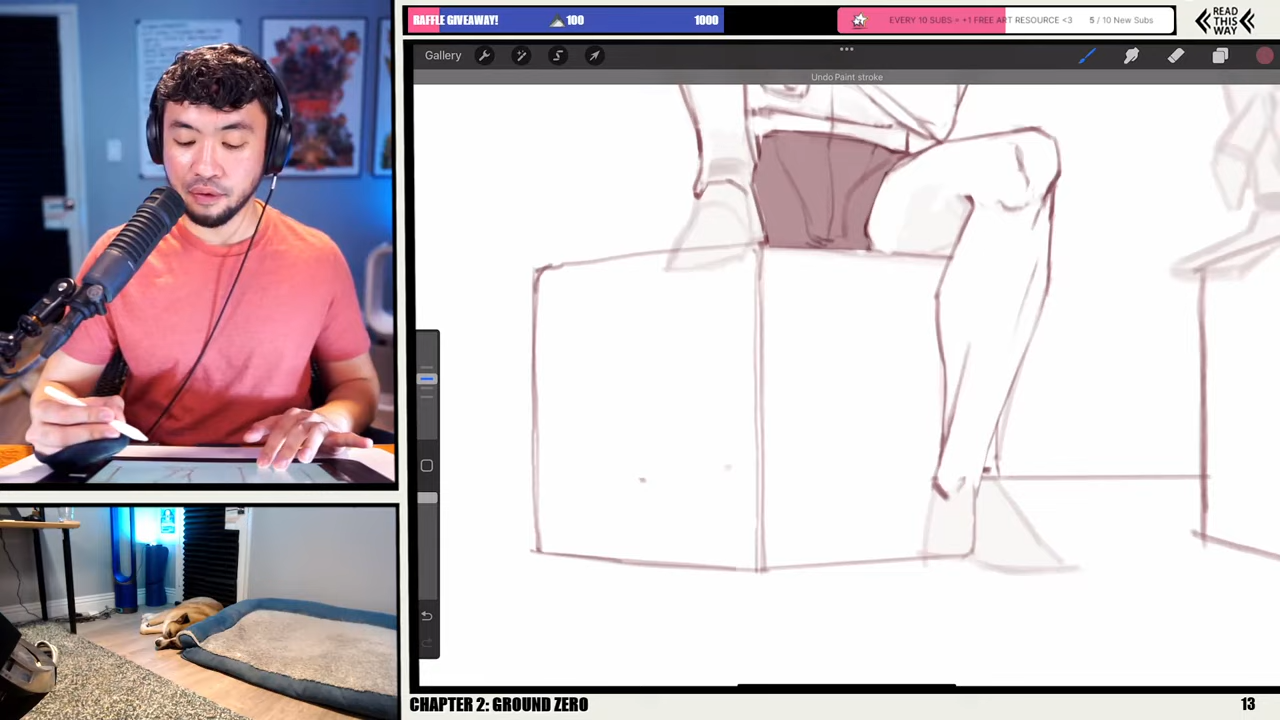 RAFFLE GIVEAWAY! 100 1000
EVERY 10 SUBS = +1 FREE ART RESOURCE <3 5 / 10 New Subs
READ
THIS
WAY
Gallery
Undo Paint stroke
CHAPTER 2: GROUND ZERO
13